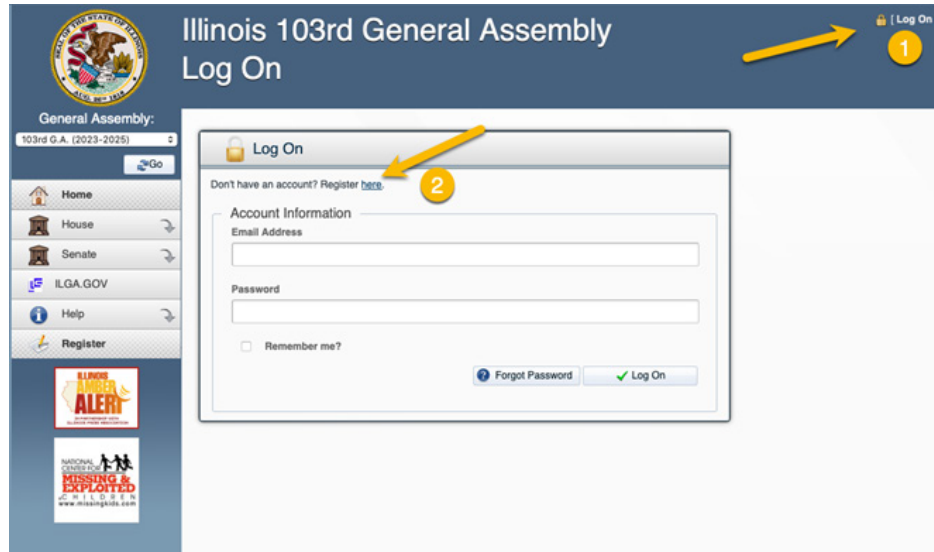 Illinois 103rd General Assembly
Log On
[ Log On
1
General Assembly:
103rd G.A. (2023-2025)
Go
Home
House
Senate
ILGA.GOV
Help
Register
ILLINOIS
AMBER
ALERT
NATIONAL
CENTER FOR
MISSING &
EXPLOITED
CHILDREN
www.missingkids.com
Log On
Don't have an account? Register here.
2
Account Information
Email Address
Password
Remember me?
Forgot Password
Log On